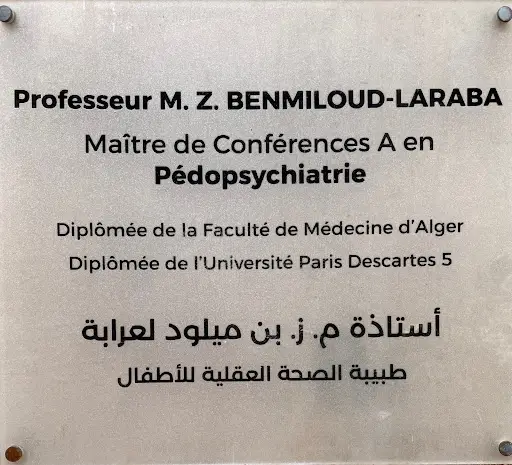 Professeur M. Z. BENMILOUD-LARABA
Maître de Conférences A en
Pédopsychiatrie
Diplômée de la Faculté de Médecine d'Alger
Diplômée de l'Université Paris Descartes 5
أستاذة م. ز. بن ميلود لعرابة
طبيبة الصحة العقلية للأطفال